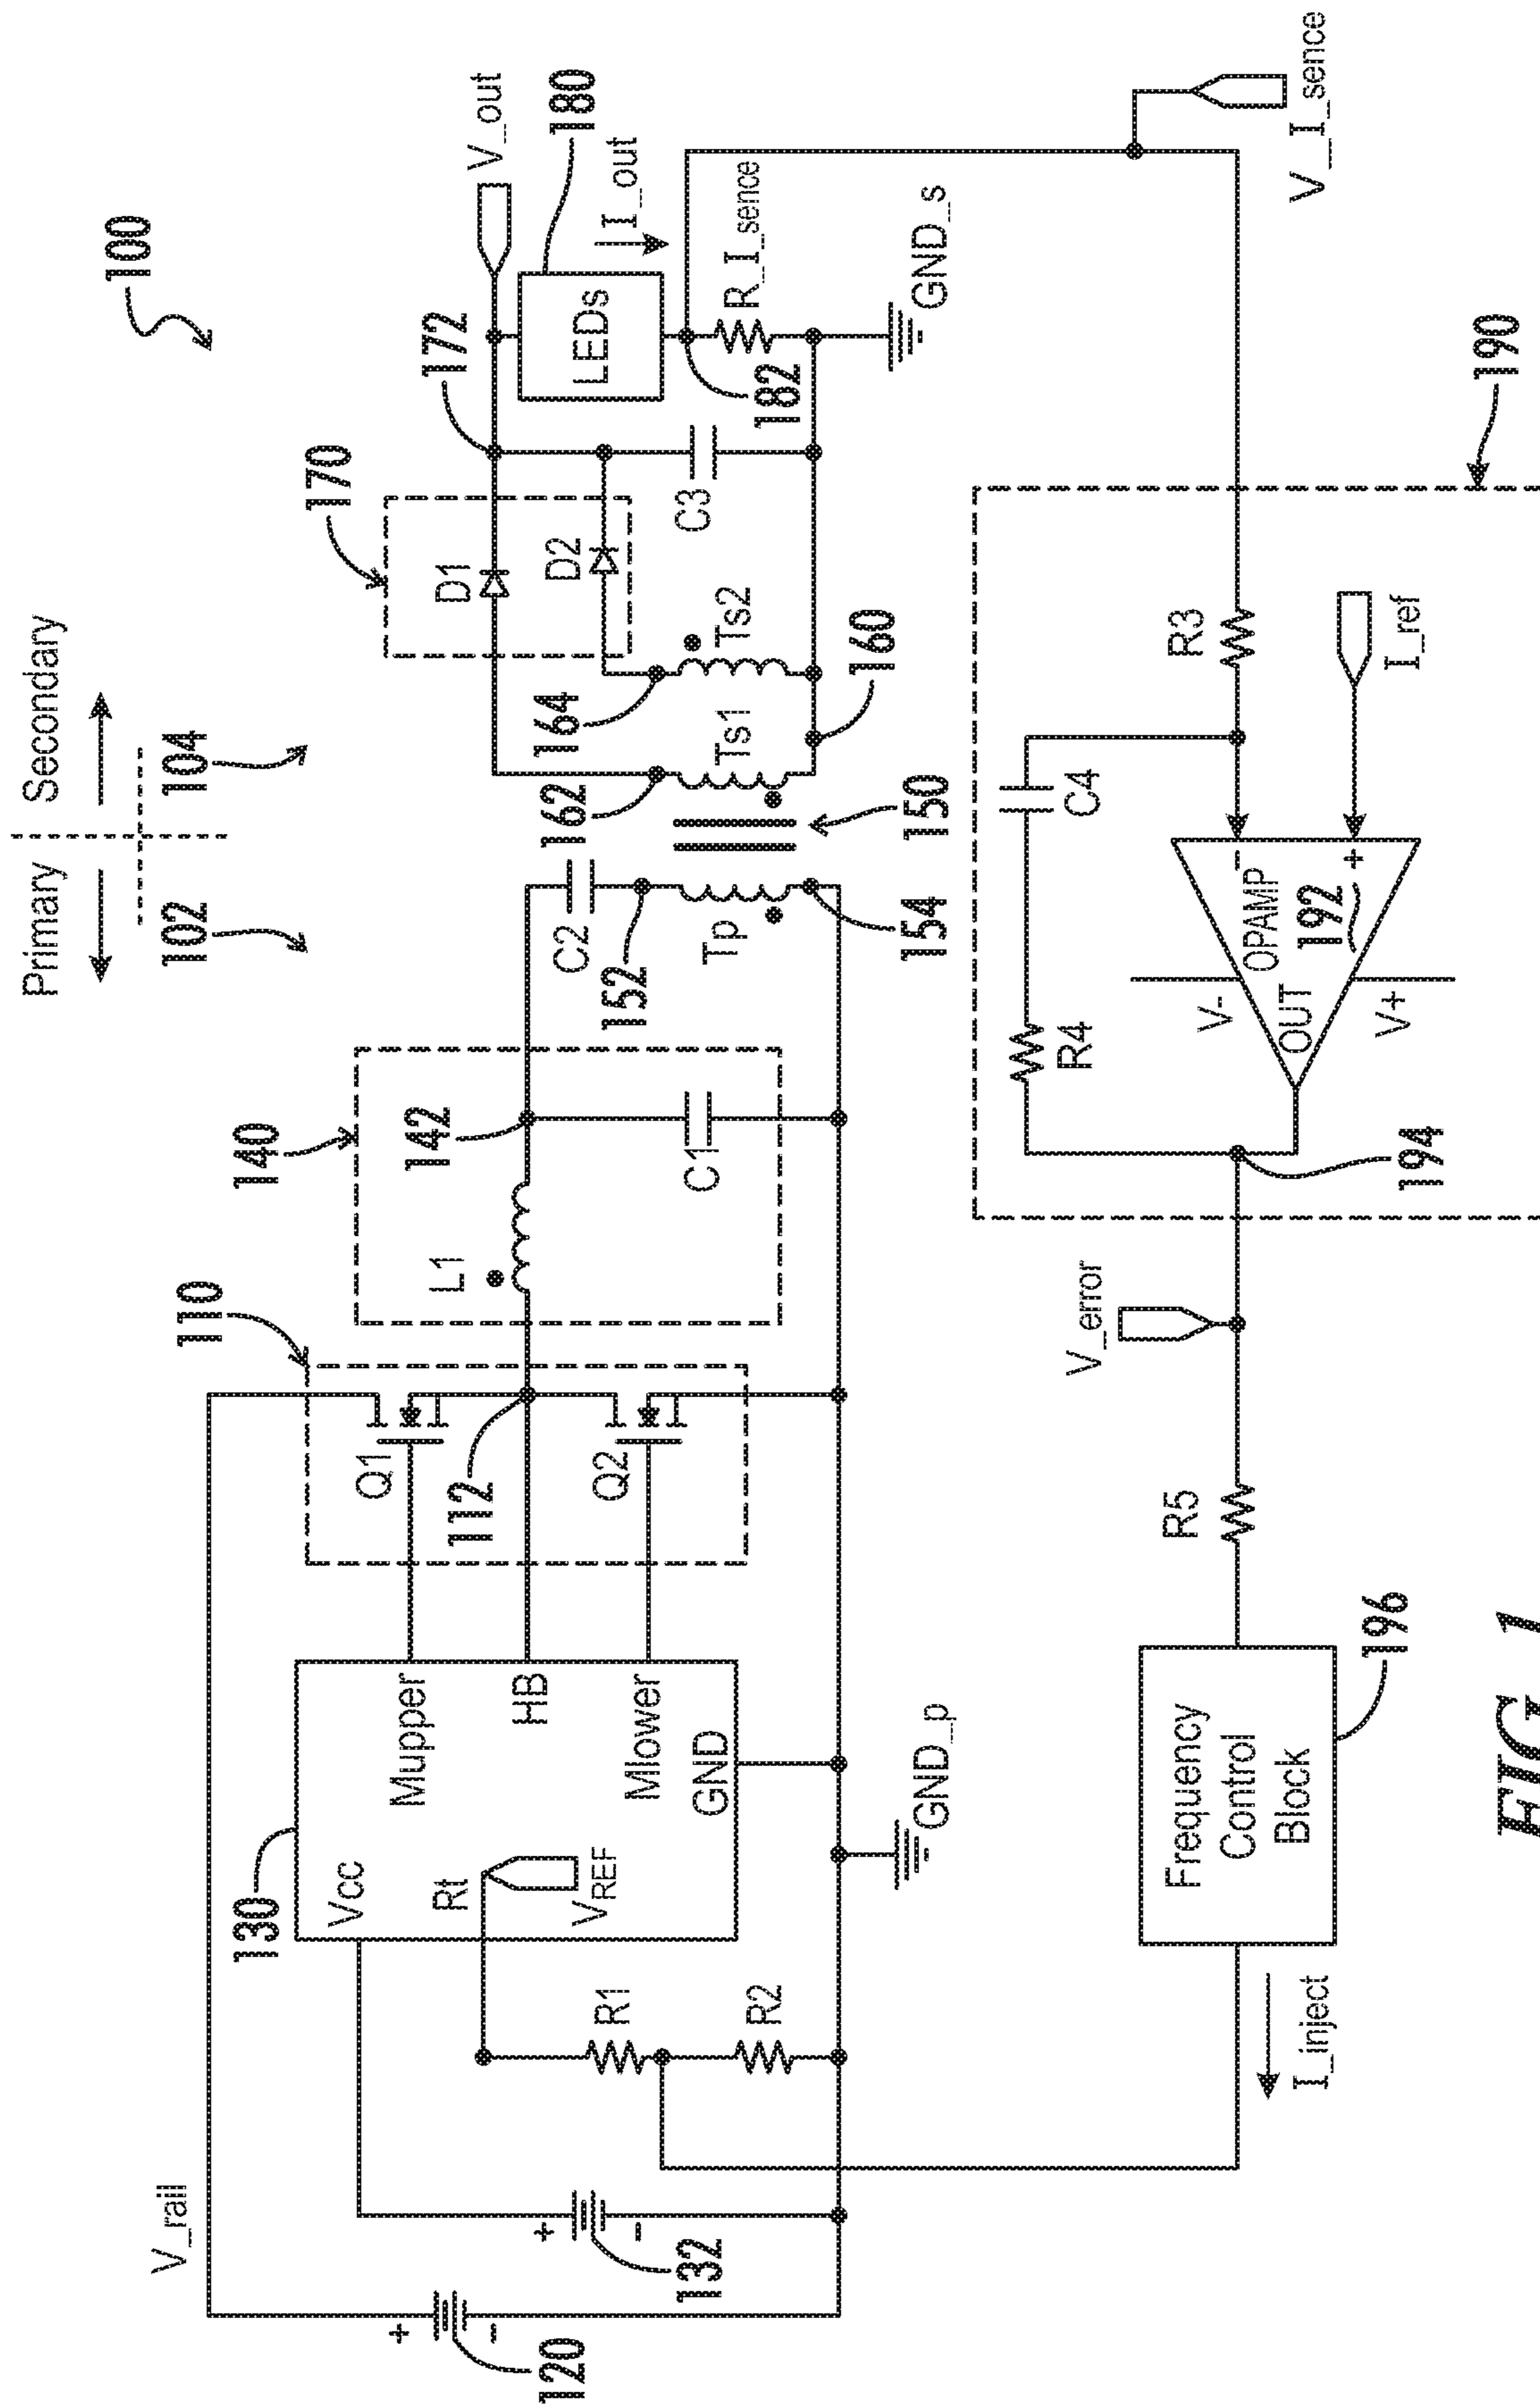 100
Primary
Secondary
102
104
V_rail
120
+
-
132
+
-
130
Vcc
Rt
VREF
Mupper
HB
Mlower
GND
R1
R2
GND_p
110
Q1
Q2
112
140
L1
142
C1
C2
152
Tp
154
150
162
Ts1
160
164
Ts2
170
D1
D2
172
C3
V_out
LEDs
180
I_out
182
R_I_sence
GND_s
V_I_sence
190
R3
I_ref
C4
R4
-
+
OPAMP
192
OUT
V-
V+
194
V_error
R5
Frequency
Control
Block
196
I_inject
FIG. 1